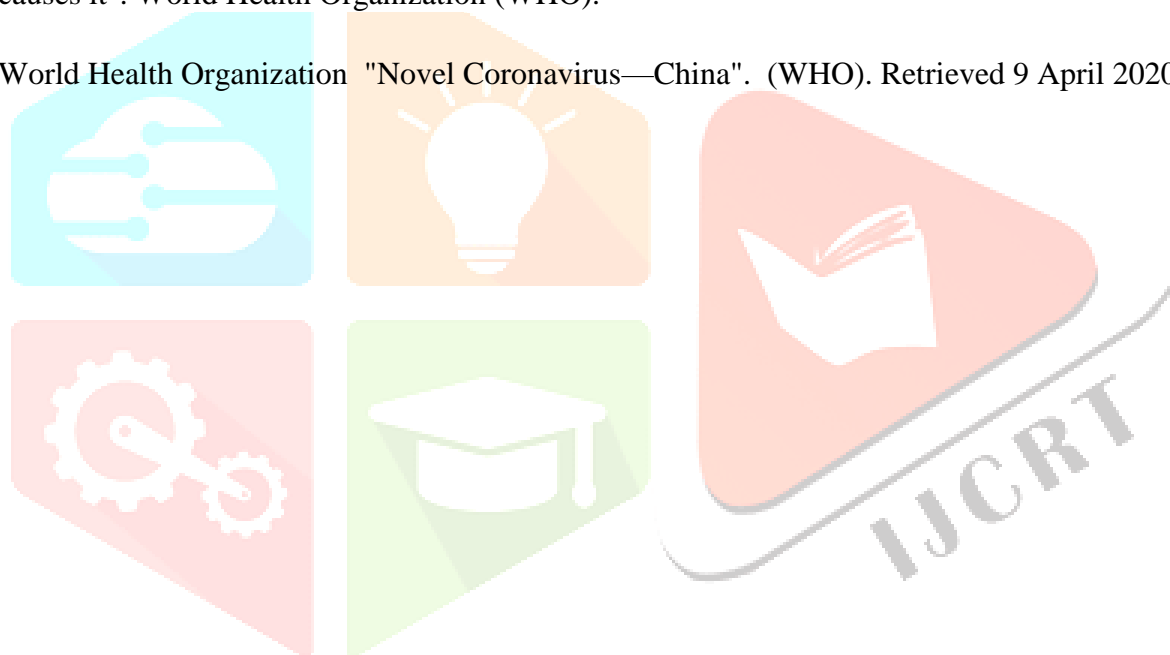 causes it". World Health Organization (WHO).
World Health Organization "Novel Coronavirus—China". (WHO). Retrieved 9 April 2020
IJCRT